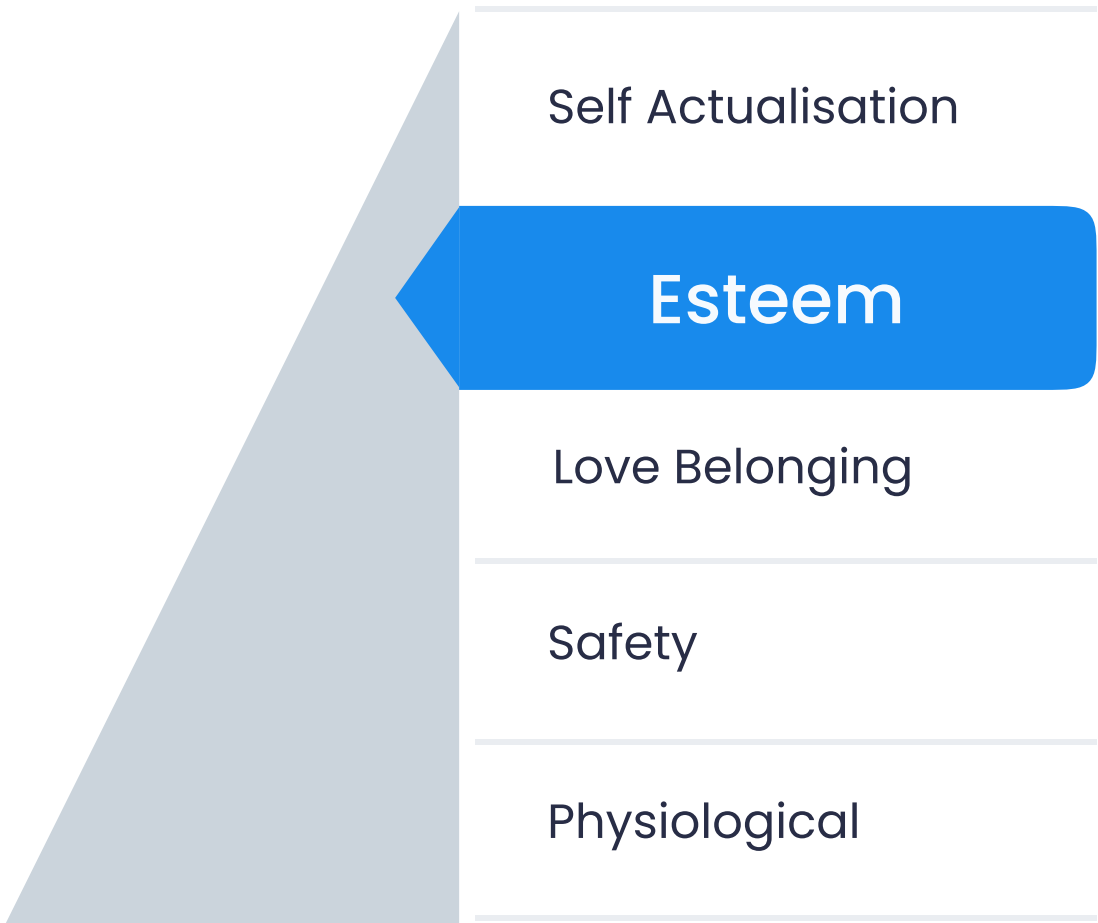 Self Actualisation
Esteem
Love Belonging
Safety
Physiological